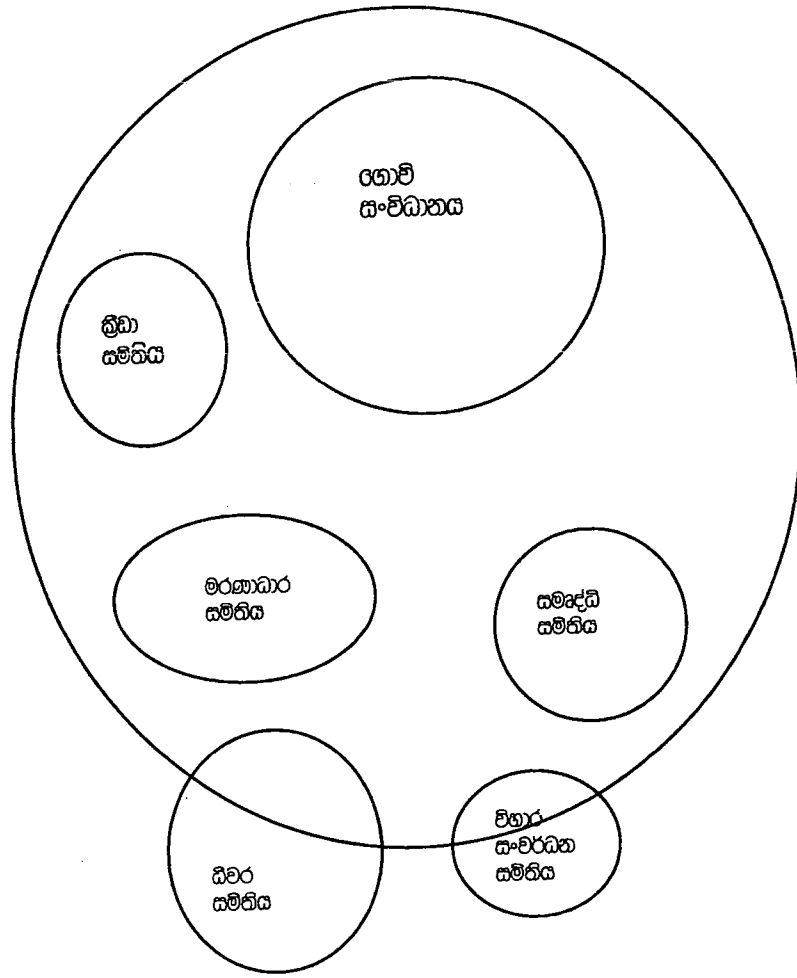 ගොවි
සංවිධානය
ක්‍රීඩා
සමිතිය
මරණාධාර
සමිතිය
සමෘද්ධි
සමිතිය
විහාර
සංවර්ධන
සමිතිය
ධීවර
සමිතිය